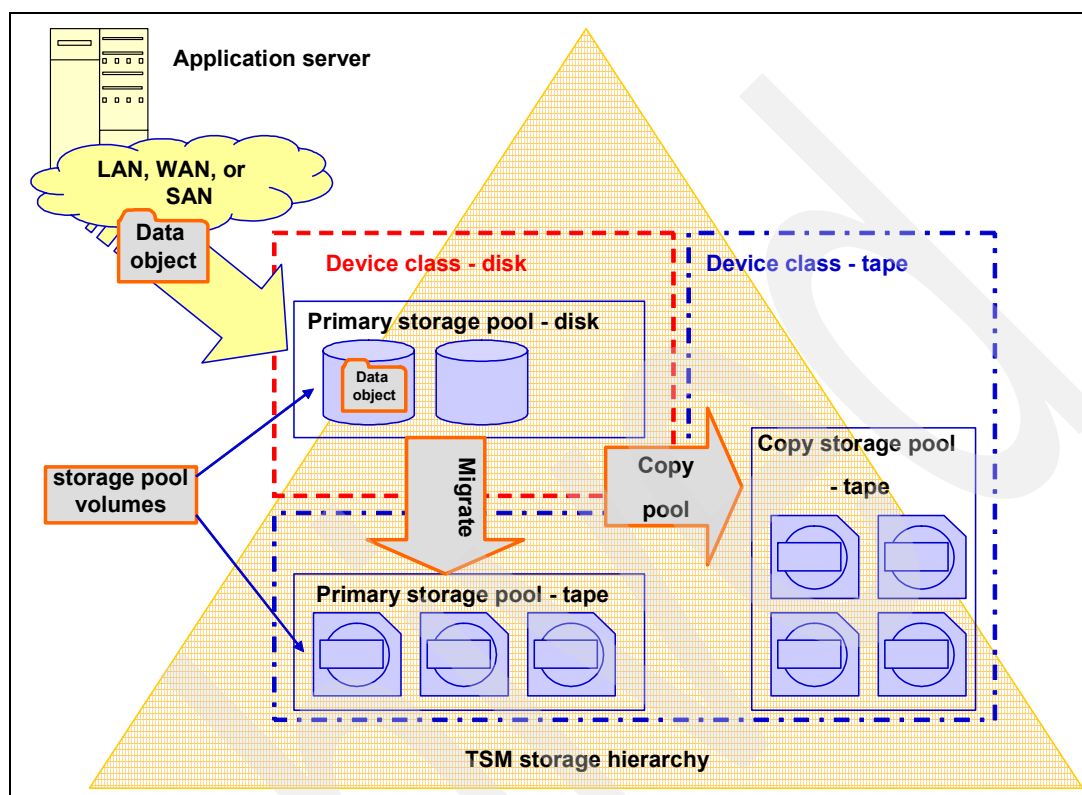 Application server
LAN, WAN, or
SAN
Data
object
Device class - disk
Device class - tape
Primary storage pool - disk
Data
object
storage pool
volumes
Migrate
Copy
pool
Copy storage pool
- tape
Primary storage pool - tape
TSM storage hierarchy